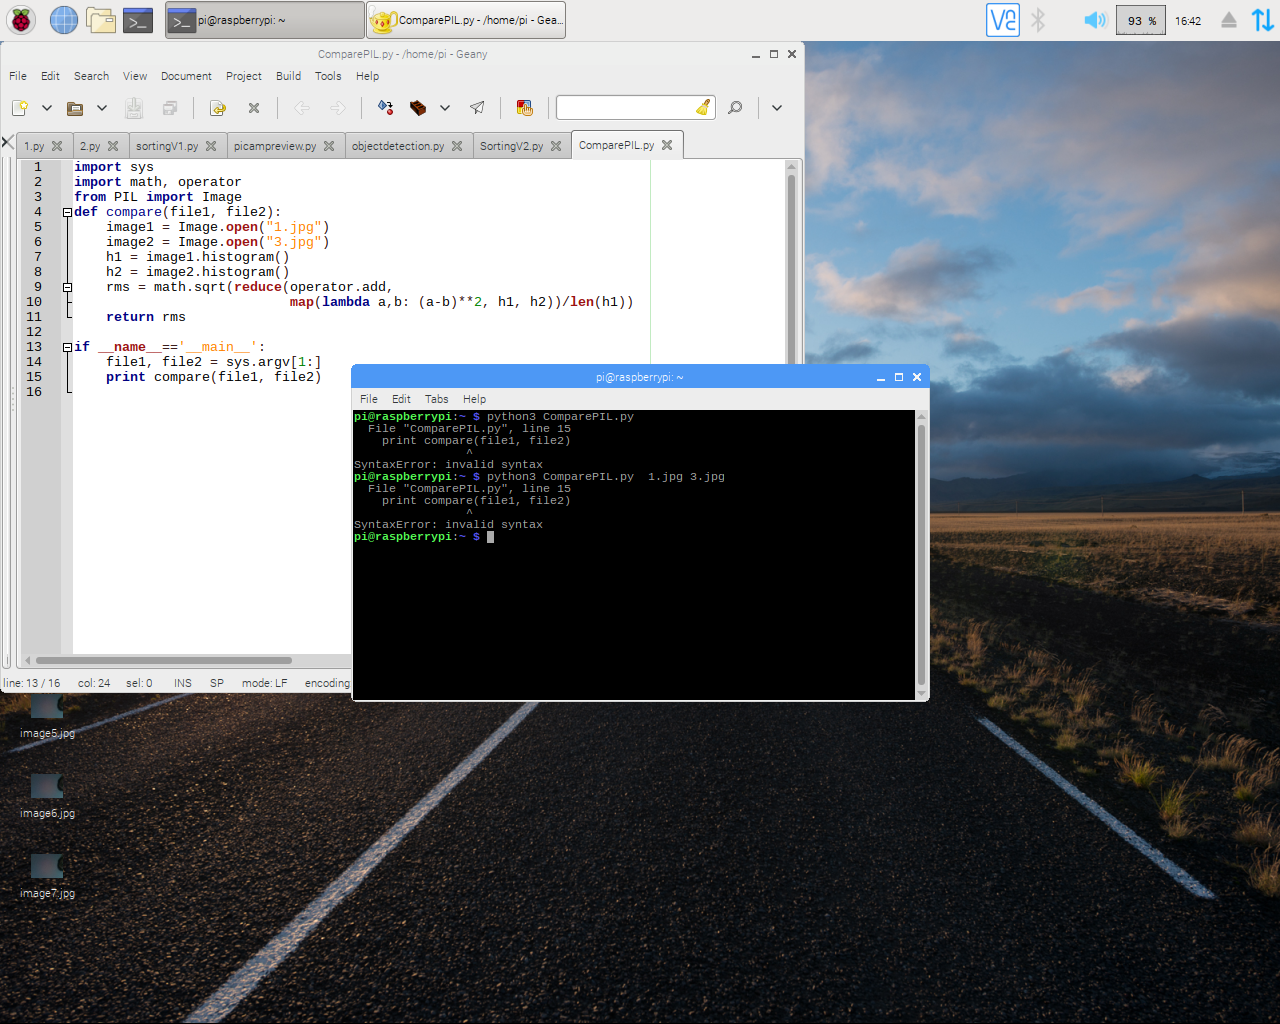 pi@raspberrypi: ~
ComparePIL.py - /home/pi - Gea...
93 %
16:42
ComparePIL.py - /home/pi - Geany
File Edit Search View Document Project Build Tools Help
1.py 2.py sortingV1.py picampreview.py objectdetection.py SortingV2.py ComparePIL.py
1 import sys
2 import math, operator
3 from PIL import Image
4 def compare(file1, file2):
5     image1 = Image.open("1.jpg")
6     image2 = Image.open("3.jpg")
7     h1 = image1.histogram()
8     h2 = image2.histogram()
9     rms = math.sqrt(reduce(operator.add,
10                            map(lambda a,b: (a-b)**2, h1, h2))/len(h1))
11     return rms
12
13 if __name__=='__main__':
14     file1, file2 = sys.argv[1:]
15     print compare(file1, file2)
16
line: 13 / 16 col: 24 sel: 0 INS SP mode: LF encoding
pi@raspberrypi: ~
File Edit Tabs Help
pi@raspberrypi:~ $ python3 ComparePIL.py
  File "ComparePIL.py", line 15
    print compare(file1, file2)
                ^
SyntaxError: invalid syntax
pi@raspberrypi:~ $ python3 ComparePIL.py  1.jpg 3.jpg
  File "ComparePIL.py", line 15
    print compare(file1, file2)
                ^
SyntaxError: invalid syntax
pi@raspberrypi:~ $
image5.jpg
image6.jpg
image7.jpg